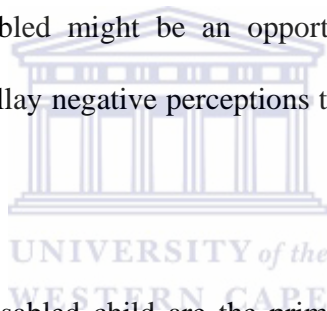 bled might be an opport
llay negative perceptions t
UNIVERSITY of the
sabled child are the prim
WESTERN CAPE